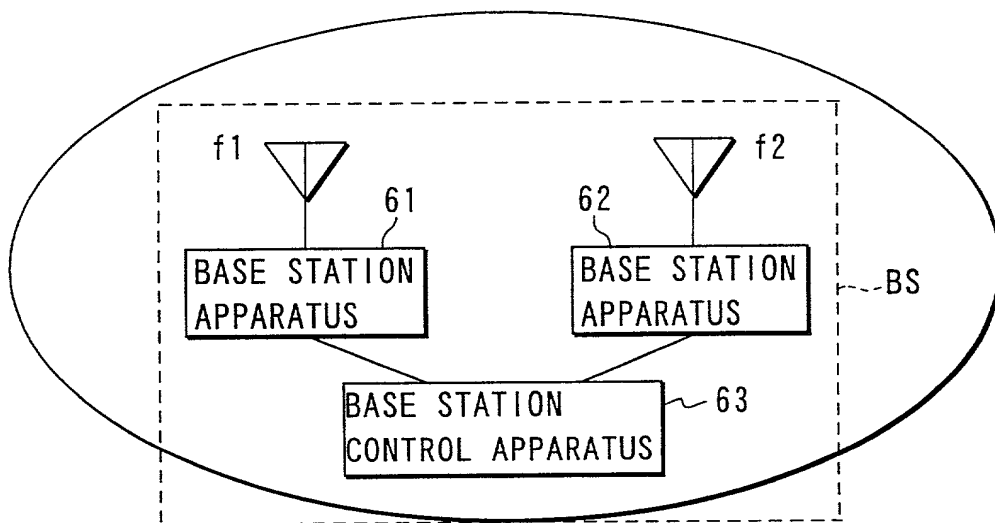 f1
f2
61
62
BASE STATION
APPARATUS
BASE STATION
APPARATUS
BS
BASE STATION
CONTROL APPARATUS
63